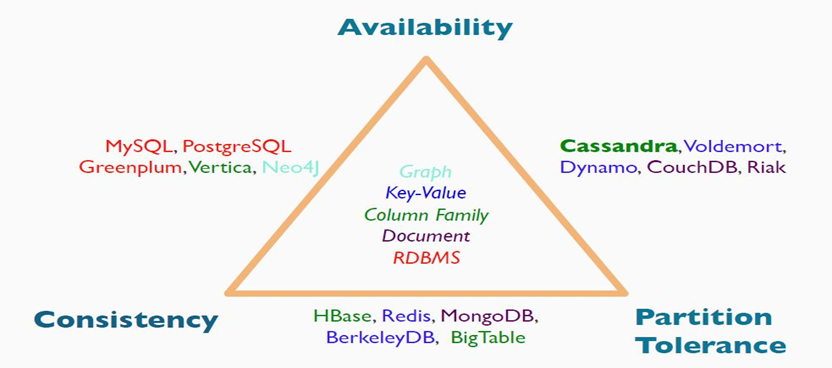 Availability
MySQL, PostgreSQL
Greenplum,Vertica, Neo4J
Cassandra,Voldemort,
Dynamo, CouchDB, Riak
Graph
Key-Value
Column Family
Document
RDBMS
Consistency
HBase, Redis, MongoDB,
BerkeleyDB, BigTable
Partition
Tolerance